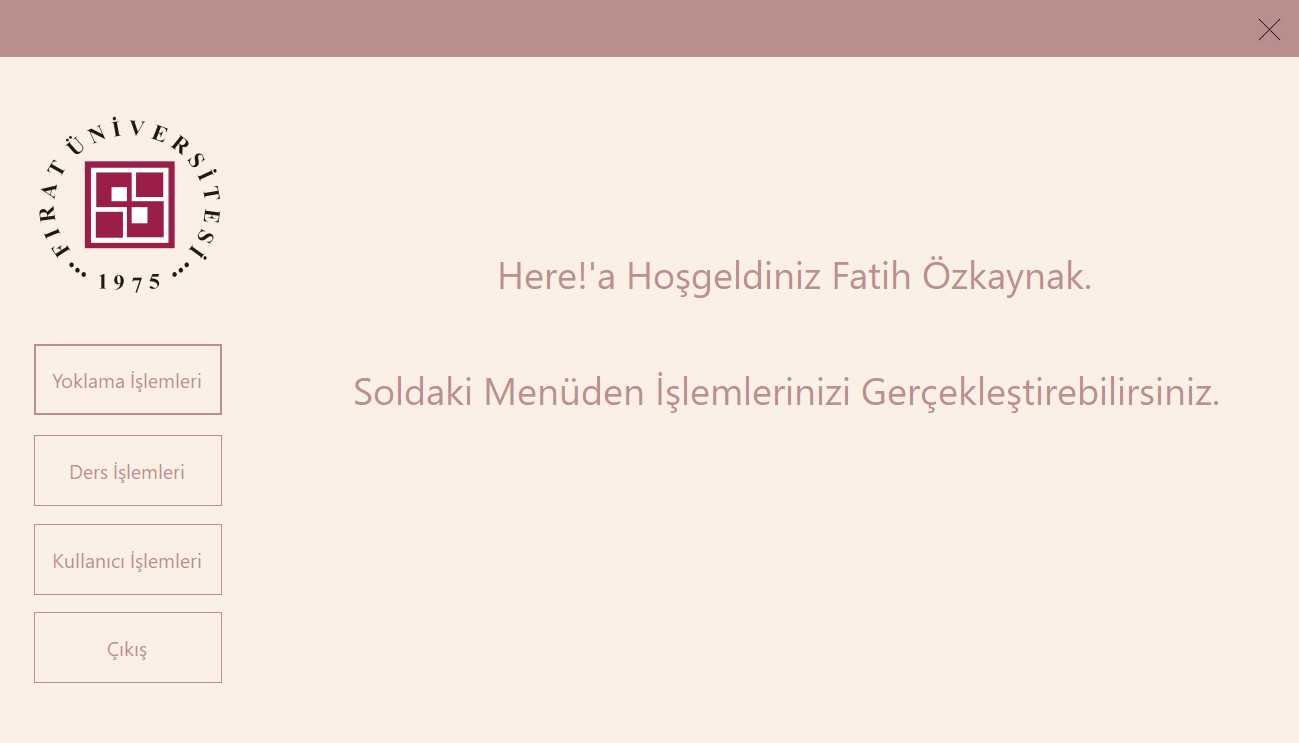 FIRAT ÜNİVERSİTESİ
1975
Here!'a Hoşgeldiniz Fatih Özkaynak.
Soldaki Menüden İşlemlerinizi Gerçekleştirebilirsiniz.
Yoklama İşlemleri
Ders İşlemleri
Kullanıcı İşlemleri
Çıkış